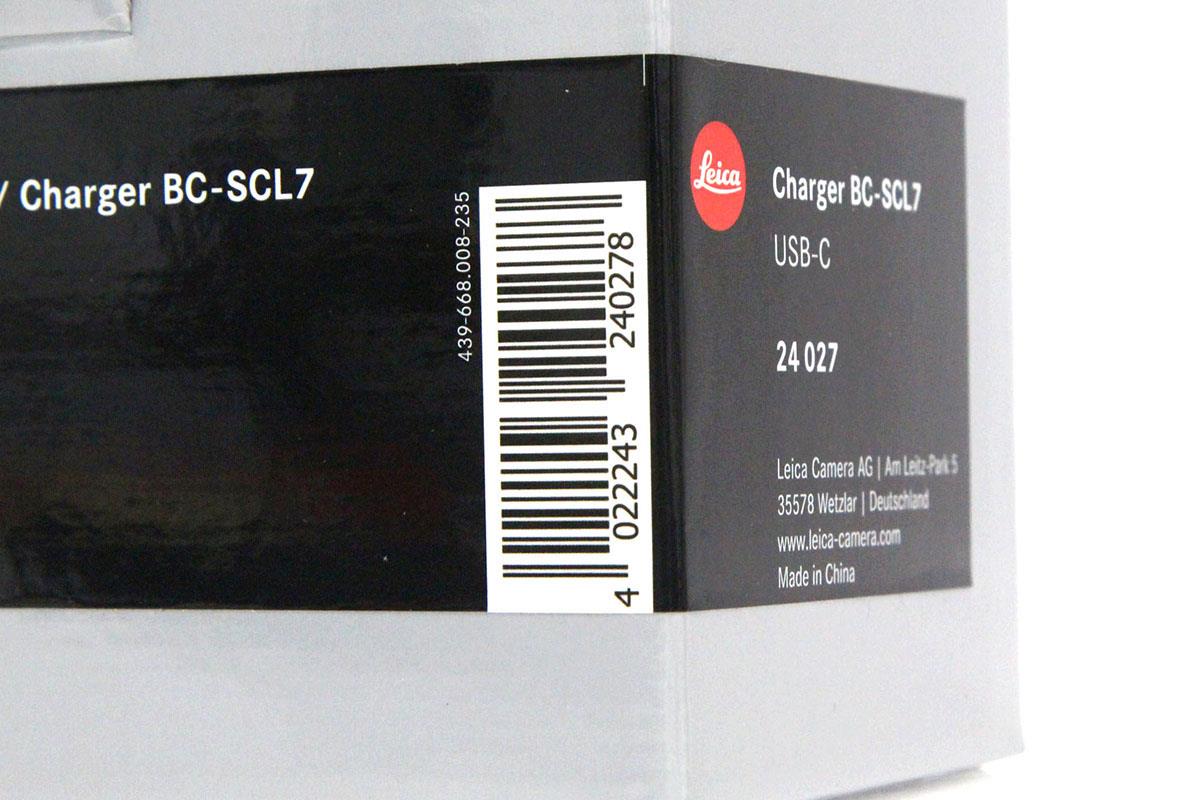 / Charger BC-SCL7
439-668.008-235
4 022243 240278
Leica
Charger BC-SCL7
USB-C
24 027
Leica Camera AG | Am Leitz-Park 5
35578 Wetzlar | Deutschland
www.leica-camera.com
Made in China